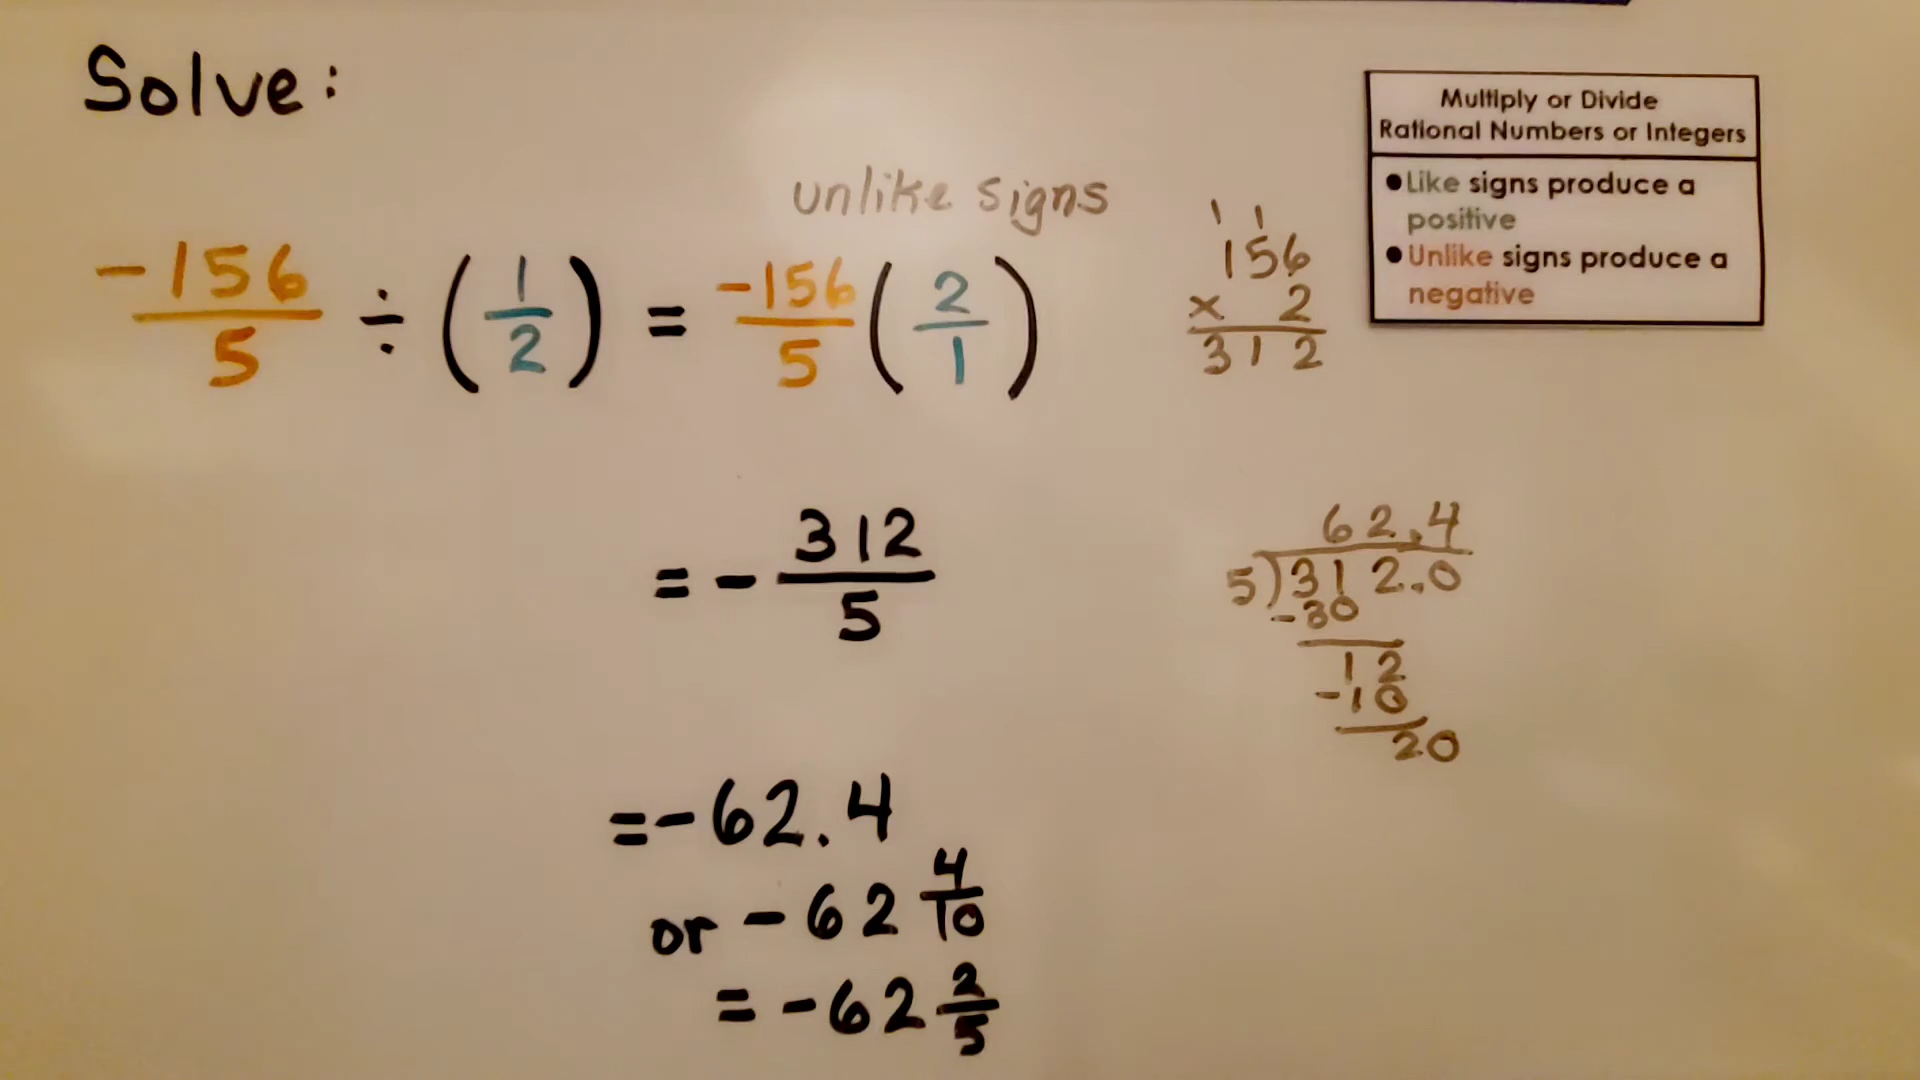 Solve:
unlike signs
-156/5 ÷ (1/2) = -156/5 (2/1)
= - 312/5
= -62.4
or -62 4/10
= -62 2/5
1 1
156
x 2
312
62.4
5)312.0
-30
12
-10
20
Multiply or Divide
Rational Numbers or Integers
●Like signs produce a
positive
●Unlike signs produce a
negative